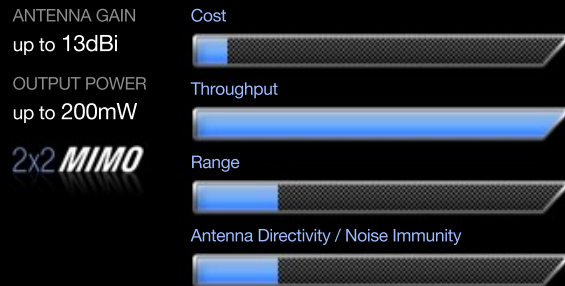 ANTENNA GAIN
up to 13dBi
OUTPUT POWER
up to 200mW
2x2 MIMO
Cost
Throughput
Range
Antenna Directivity / Noise Immunity